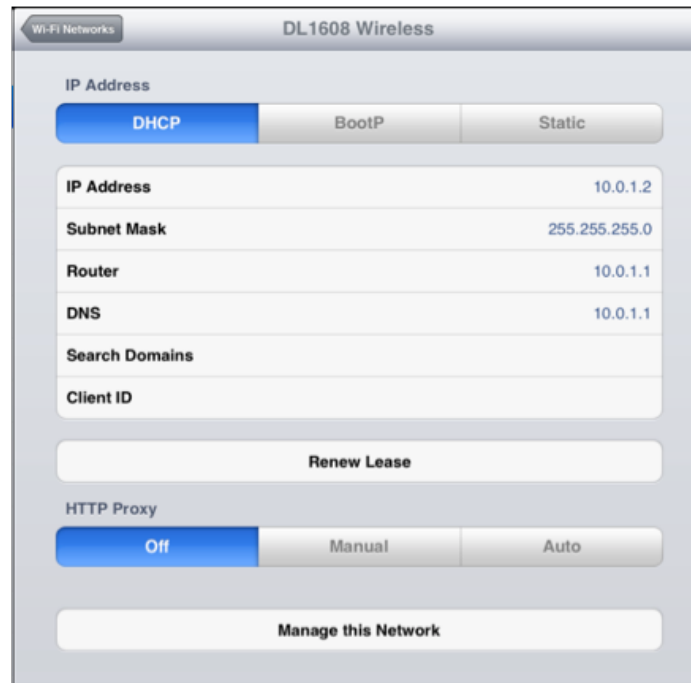 Wi-Fi Networks DL1608 Wireless
IP Address
DHCP BootP Static
IP Address 10.0.1.2
Subnet Mask 255.255.255.0
Router 10.0.1.1
DNS 10.0.1.1
Search Domains
Client ID
Renew Lease
HTTP Proxy
Off Manual Auto
Manage this Network